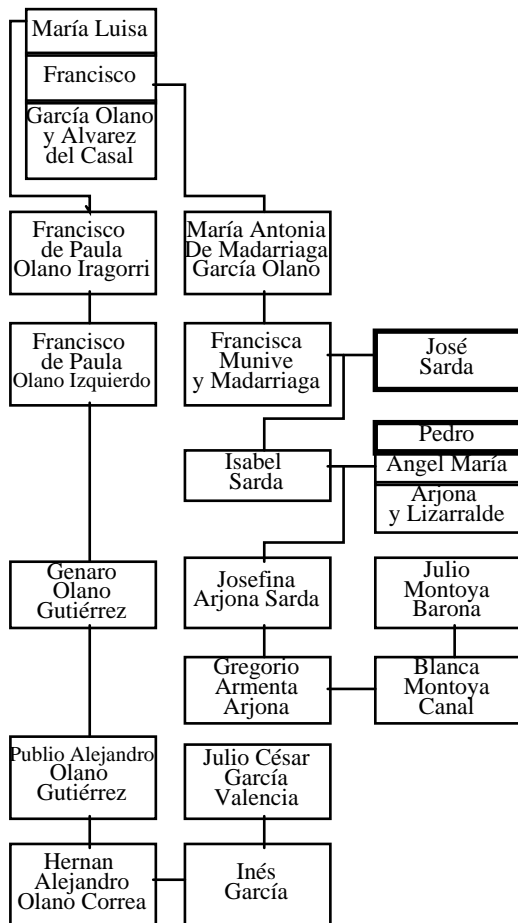 María Luisa
Francisco
García Olano
y Alvarez
del Casal
Francisco
de Paula
Olano Iragorri
María Antonia
De Madarriaga
García Olano
Francisco
de Paula
Olano Izquierdo
Francisca
Munive
y Madarriaga
José
Sarda
Isabel
Sarda
Pedro
Angel María
Arjona
y Lizarralde
Genaro
Olano
Gutiérrez
Josefina
Arjona Sarda
Julio
Montoya
Barona
Gregorio
Armenta
Arjona
Blanca
Montoya
Canal
Publio Alejandro
Olano
Gutiérrez
Julio César
García
Valencia
Hernan
Alejandro
Olano Correa
Inés
García